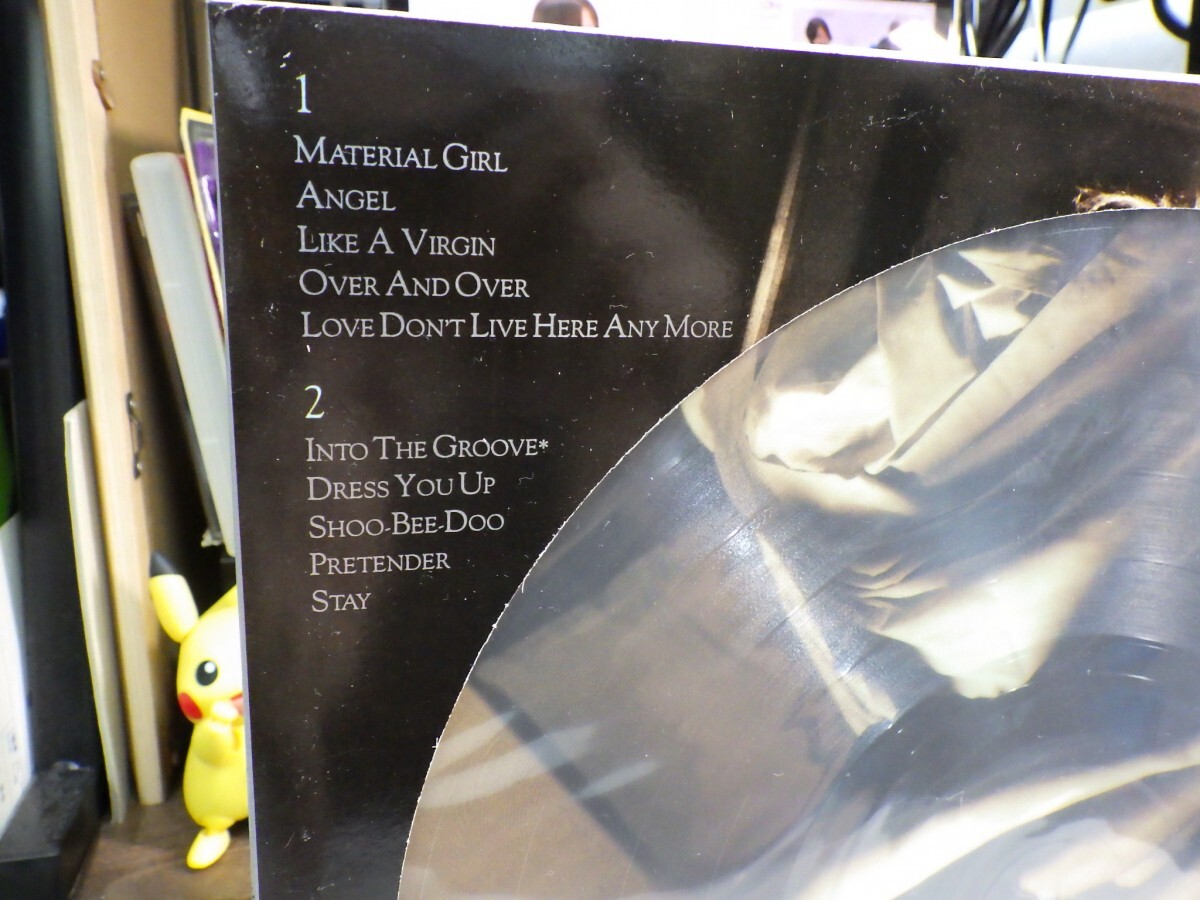 1
MATERIAL GIRL
ANGEL
LIKE A VIRGIN
OVER AND OVER
LOVE DON'T LIVE HERE ANY MORE
2
INTO THE GROOVE*
DRESS YOU UP
SHOO-BEE-DOO
PRETENDER
STAY